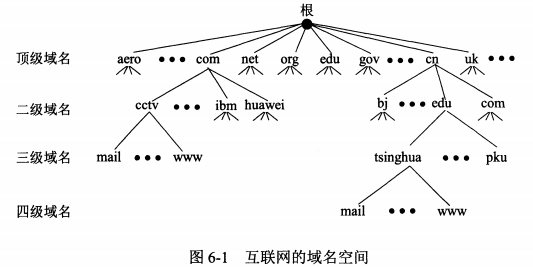 根
顶级域名 aero ••• com net org edu gov ••• cn uk •••
二级域名 cctv ••• ibm huawei bj ••• edu com
三级域名 mail ••• www tsinghua ••• pku
四级域名 mail ••• www
图 6-1 互联网的域名空间